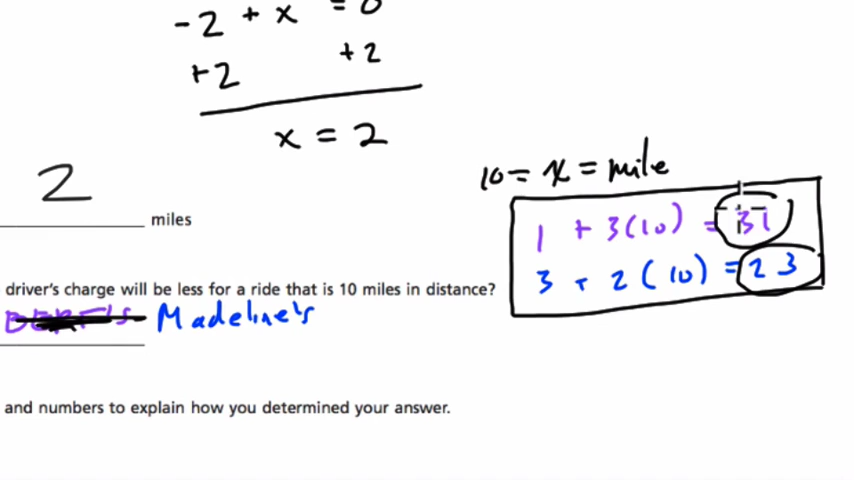 -2 + x = 0
+2 +2
x = 2
2
miles
10 = x = mile
1 + 3(10) = 31
3 + 2(10) = 23
driver's charge will be less for a ride that is 10 miles in distance?
Madeline's
and numbers to explain how you determined your answer.